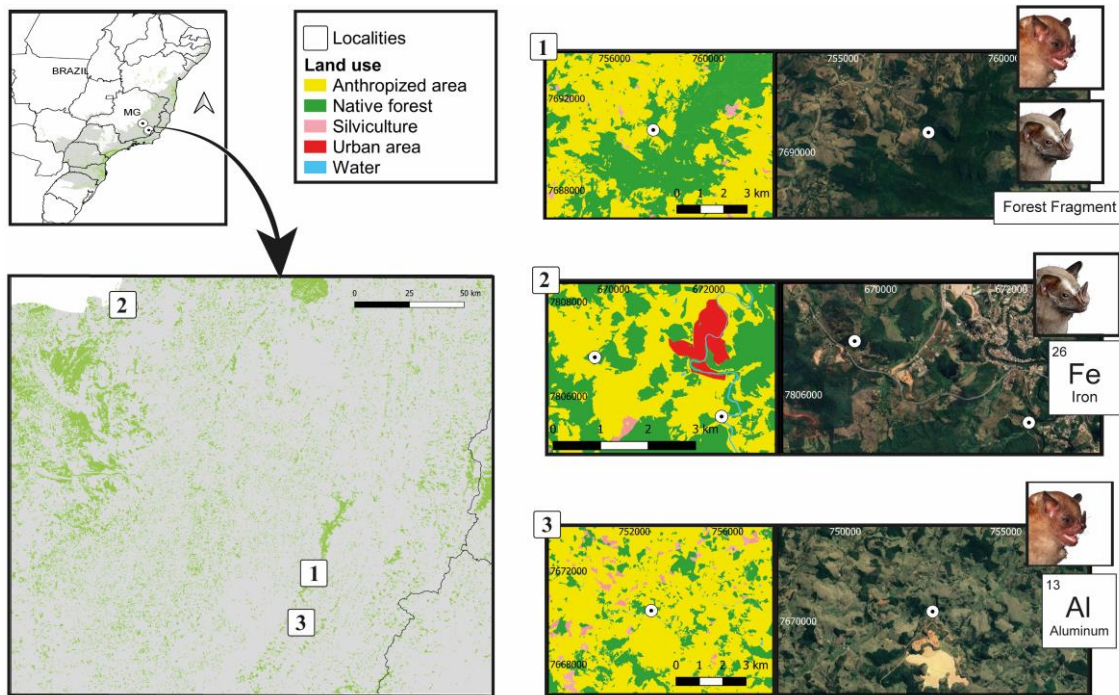 BRAZIL
MG
Localities
Land use
Anthropized area
Native forest
Silviculture
Urban area
Water
2
0 25 50 km
1
3
1
756000 760000
7692000
7688000
0 1 2 3 km
755000 760000
7690000
Forest Fragment
2
670000 672000
7808000
7806000
0 1 2 3 km
670000 672000
7806000
26
Fe
Iron
3
752000 756000
7672000
7668000
0 1 2 3 km
750000 755000
7670000
13
Al
Aluminum